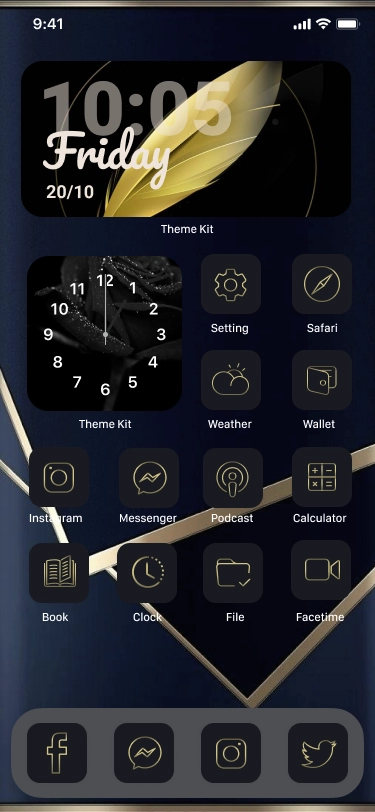 9:41
10:05
Friday
20/10
Theme Kit
12
11 1
10 2
9 3
8 4
7 5
6
Theme Kit
Setting
Safari
Weather
Wallet
Instagram
Messenger
Podcast
Calculator
Book
Clock
File
Facetime